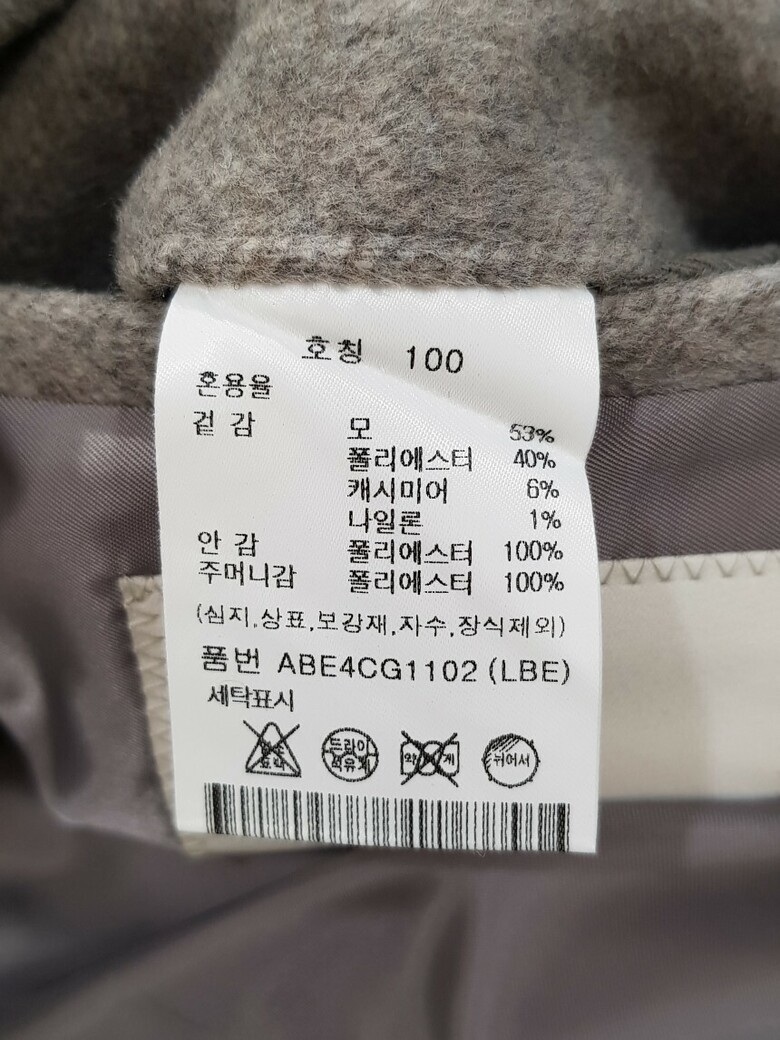 호칭 100
혼용율
겉 감 모 53%
폴리에스터 40%
캐시미어 6%
나일론 1%
안 감 폴리에스터 100%
주머니감 폴리에스터 100%
(심지,상표,보강재,자수,장식제외)
품번 ABE4CG1102 (LBE)
세탁표시
드라이
석유계
뉘어서